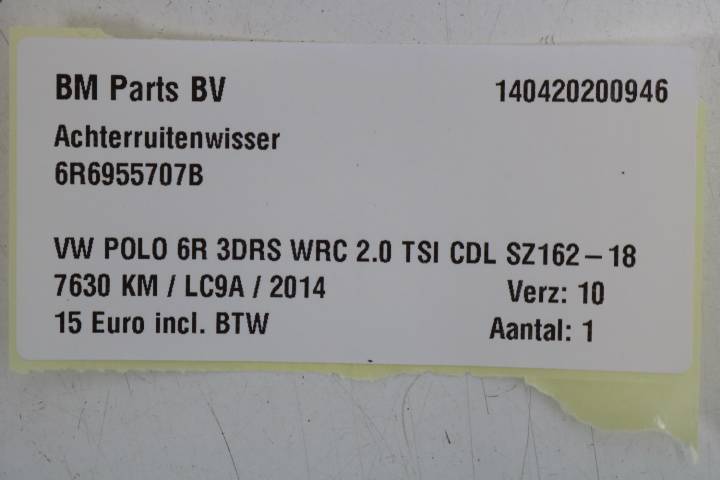 BM Parts BV 140420200946
Achterruitenwisser
6R6955707B
VW POLO 6R 3DRS WRC 2.0 TSI CDL SZ162-18
7630 KM / LC9A / 2014 Verz: 10
15 Euro incl. BTW Aantal: 1